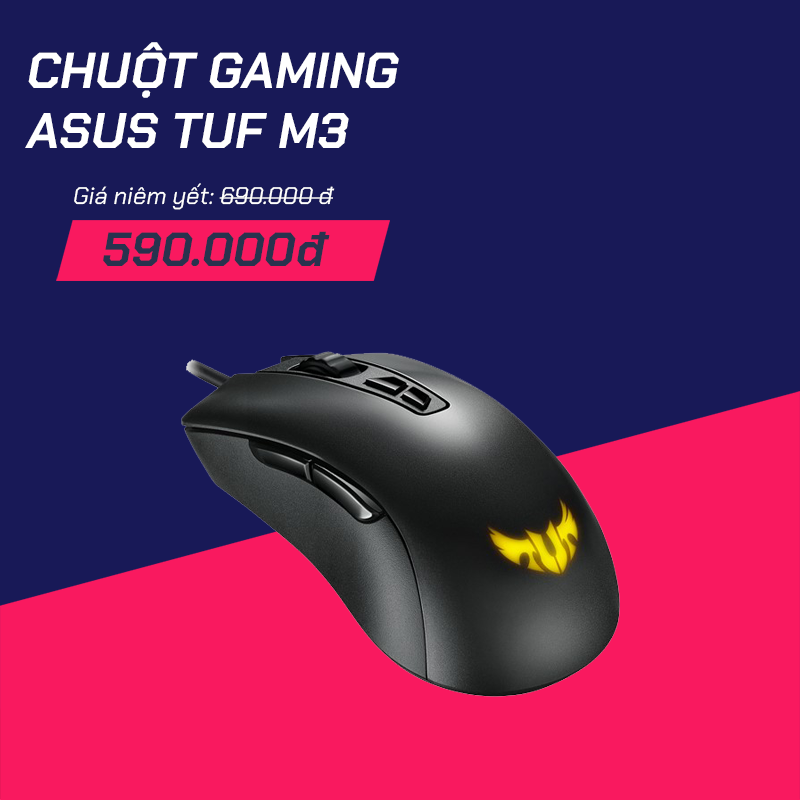 CHUỘT GAMING
ASUS TUF M3
Giá niêm yết: 690.000 đ
590.000đ